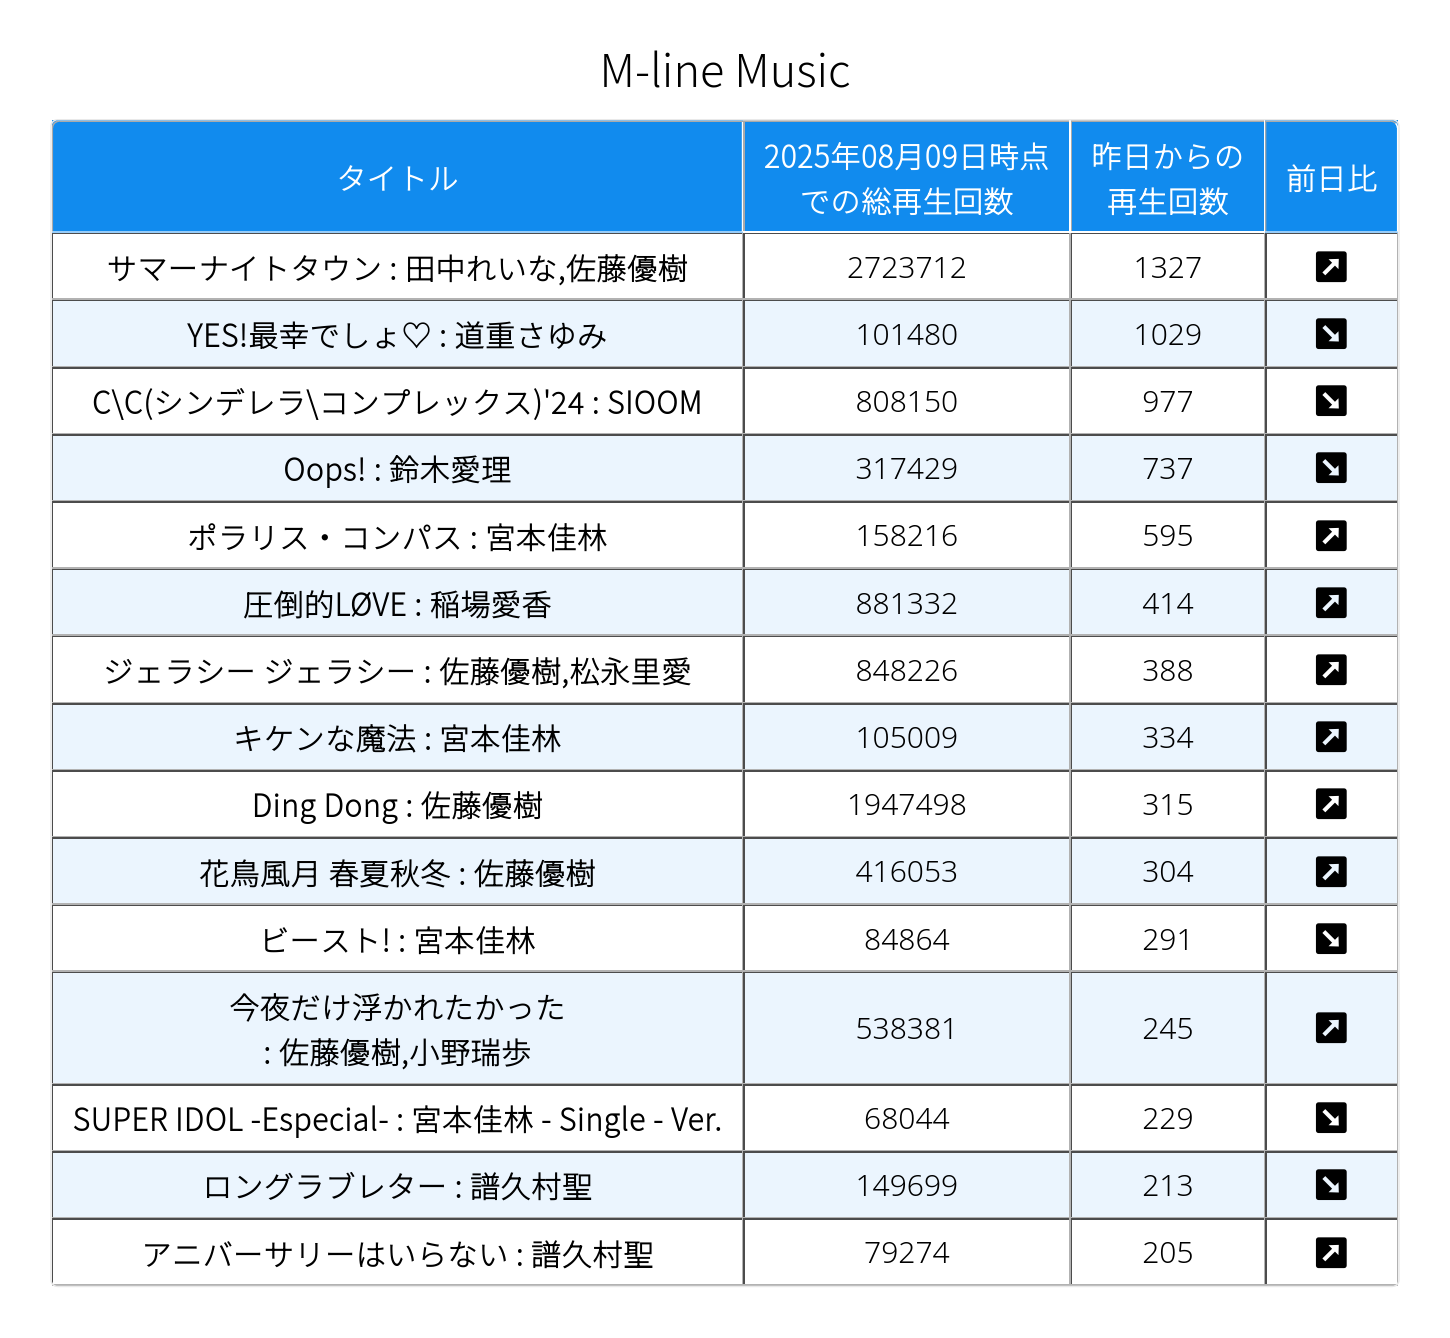 M-line Music
タイトル 2025年08月09日時点での総再生回数 昨日からの再生回数 前日比
サマーナイトタウン : 田中れいな,佐藤優樹 2723712 1327 ↗
YES!最幸でしょ♡ : 道重さゆみ 101480 1029 ↘
C\C(シンデレラ\コンプレックス)'24 : SIOOM 808150 977 ↘
Oops! : 鈴木愛理 317429 737 ↘
ポラリス・コンパス : 宮本佳林 158216 595 ↗
圧倒的LØVE : 稲場愛香 881332 414 ↗
ジェラシー ジェラシー : 佐藤優樹,松永里愛 848226 388 ↗
キケンな魔法 : 宮本佳林 105009 334 ↗
Ding Dong : 佐藤優樹 1947498 315 ↗
花鳥風月 春夏秋冬 : 佐藤優樹 416053 304 ↗
ビースト! : 宮本佳林 84864 291 ↘
今夜だけ浮かれたかった
: 佐藤優樹,小野瑞歩 538381 245 ↗
SUPER IDOL -Especial- : 宮本佳林 - Single - Ver. 68044 229 ↘
ロングラブレター : 譜久村聖 149699 213 ↘
アニバーサリーはいらない : 譜久村聖 79274 205 ↗